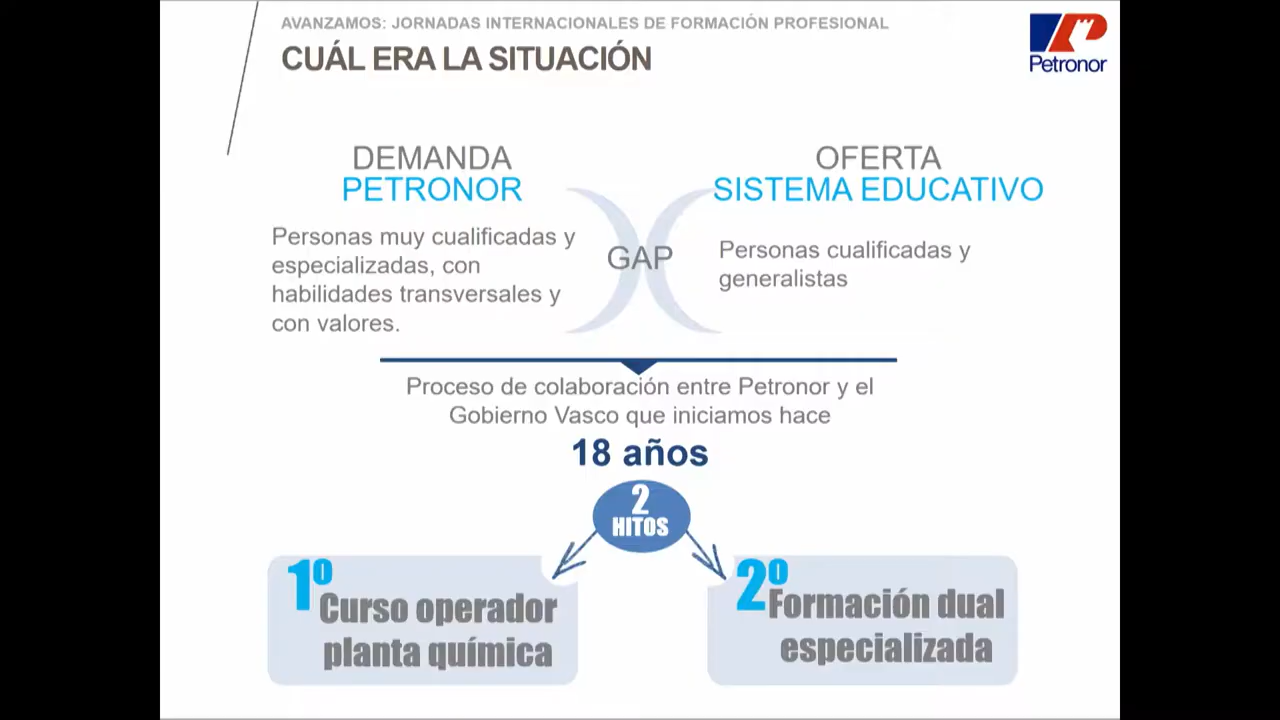 AVANZAMOS: JORNADAS INTERNACIONALES DE FORMACIÓN PROFESIONAL
CUÁL ERA LA SITUACIÓN
Petronor
DEMANDA
PETRONOR
Personas muy cualificadas y
especializadas, con
habilidades transversales y
con valores.
GAP
OFERTA
SISTEMA EDUCATIVO
Personas cualificadas y
generalistas
Proceso de colaboración entre Petronor y el
Gobierno Vasco que iniciamos hace
18 años
2
HITOS
1º
Curso operador
planta química
2º
Formación dual
especializada